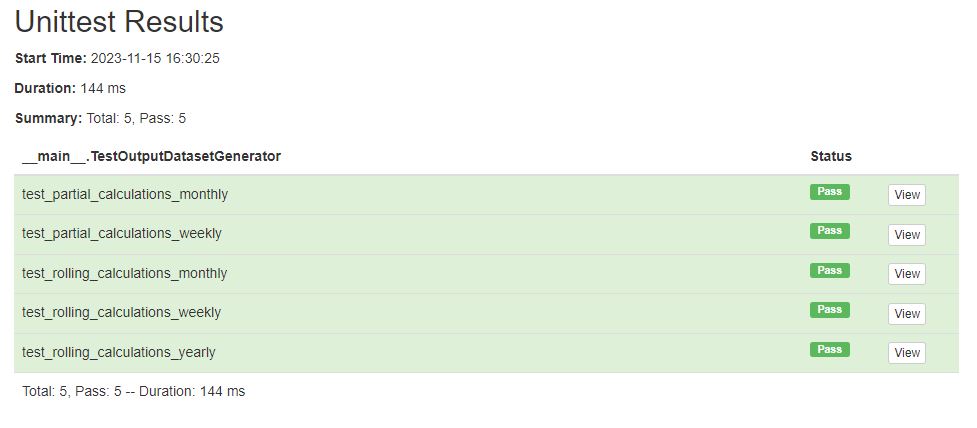 Unittest Results
Start Time: 2023-11-15 16:30:25
Duration: 144 ms
Summary: Total: 5, Pass: 5
__main__.TestOutputDatasetGenerator Status
test_partial_calculations_monthly Pass View
test_partial_calculations_weekly Pass View
test_rolling_calculations_monthly Pass View
test_rolling_calculations_weekly Pass View
test_rolling_calculations_yearly Pass View
Total: 5, Pass: 5 -- Duration: 144 ms